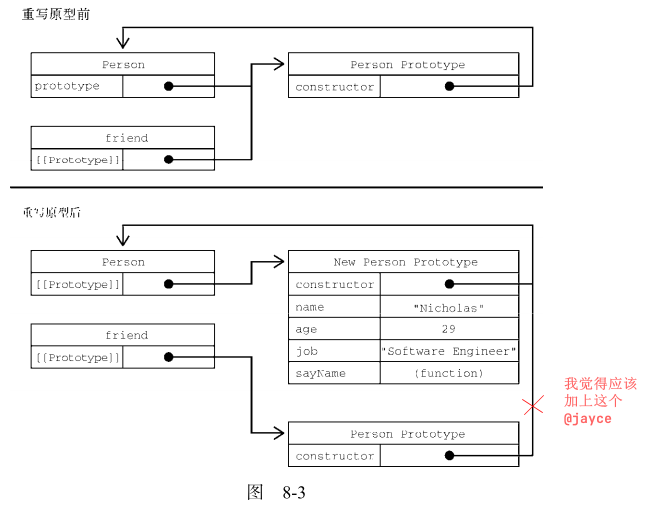 重写原型前
Person
prototype
Person Prototype
constructor
friend
[[Prototype]]
重写原型后
Person
[[Prototype]]
New Person Prototype
constructor
name "Nicholas"
age 29
job "Software Engineer"
sayName (function)
friend
[[Prototype]]
我觉得应该
加上这个
@jayce
Person Prototype
constructor
图 8-3